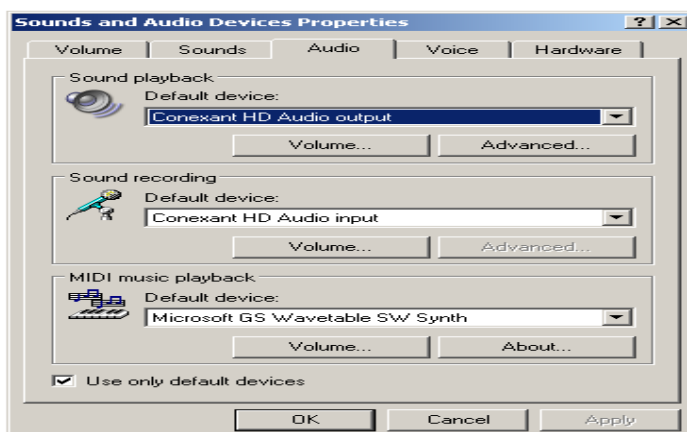 Sounds and Audio Devices Properties
Volume Sounds Audio Voice Hardware
Sound playback
Default device:
Conexant HD Audio output
Volume... Advanced...
Sound recording
Default device:
Conexant HD Audio input
Volume... Advanced...
MIDI music playback
Default device:
Microsoft GS Wavetable SW Synth
Volume... About...
Use only default devices
OK Cancel Apply